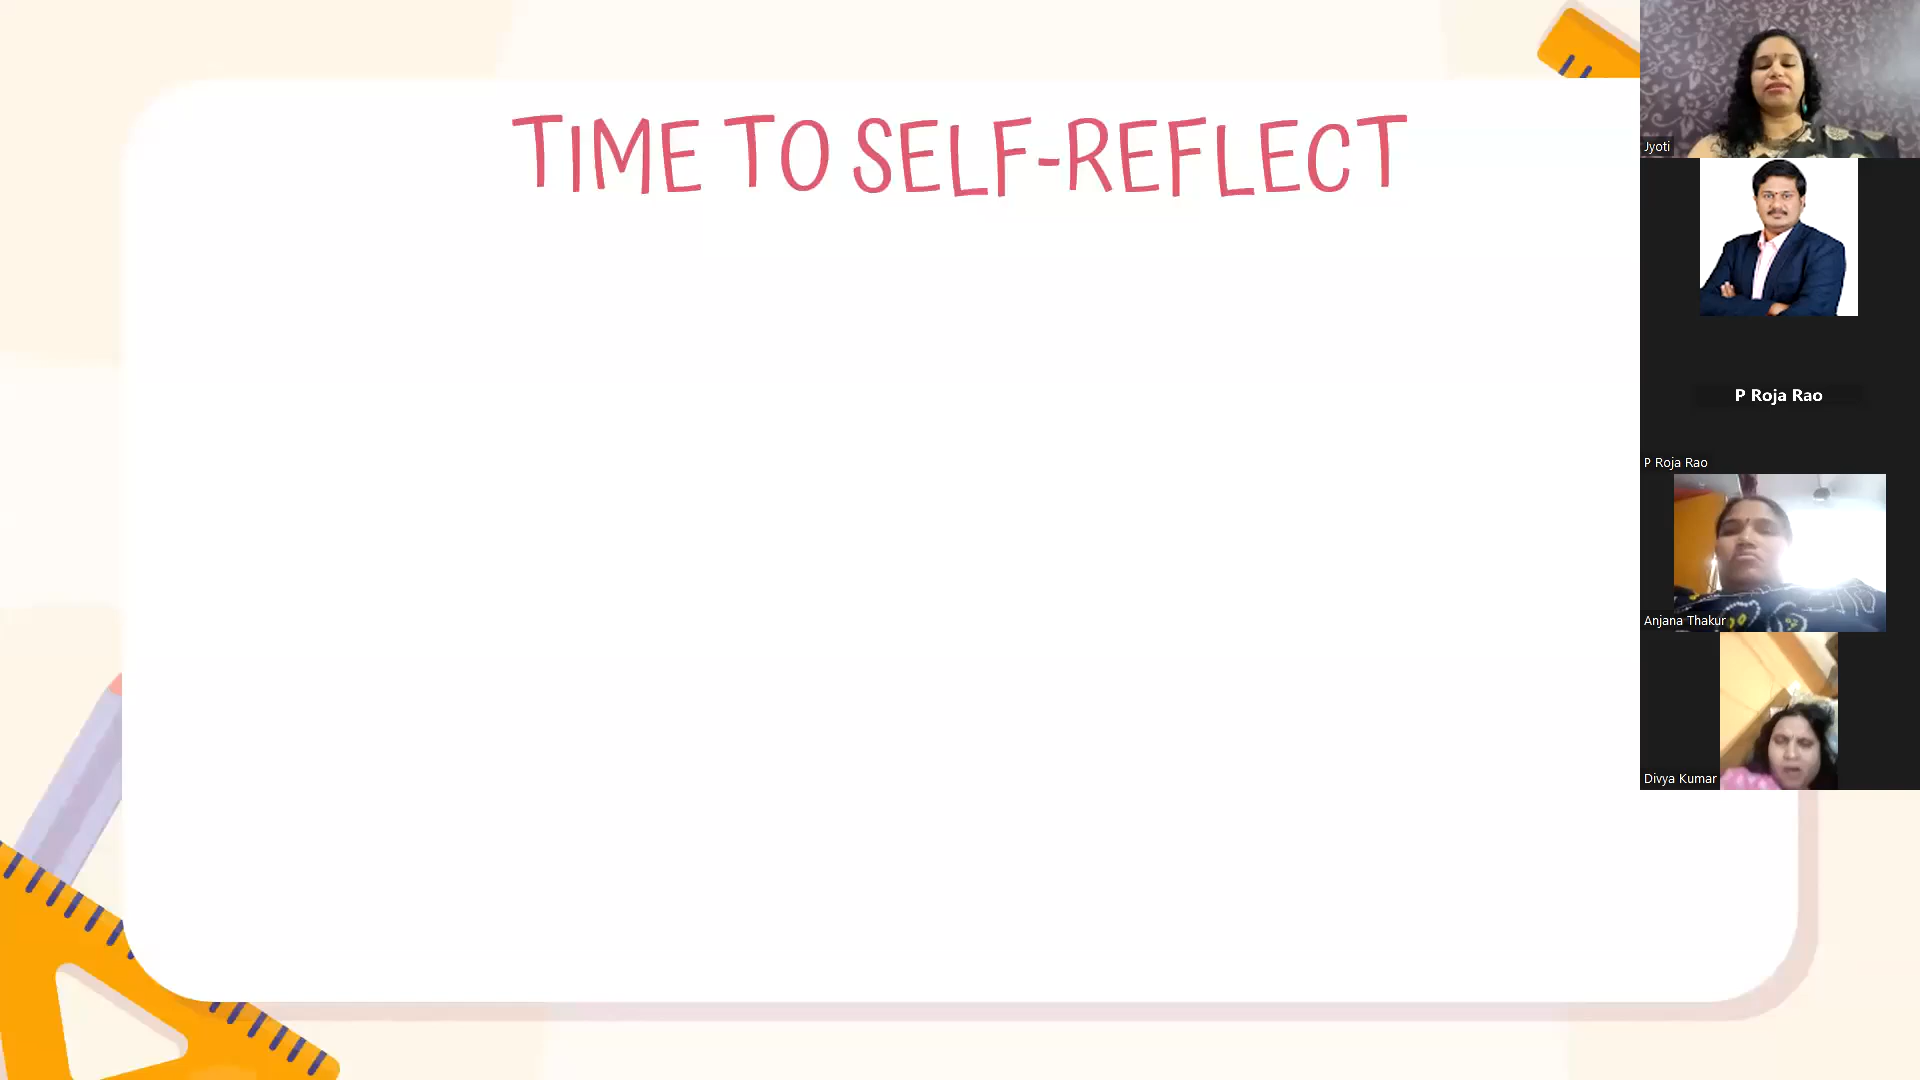 TIME TO SELF-REFLECT
Jyoti
P Roja Rao
P Roja Rao
Anjana Thakur
Divya Kumar